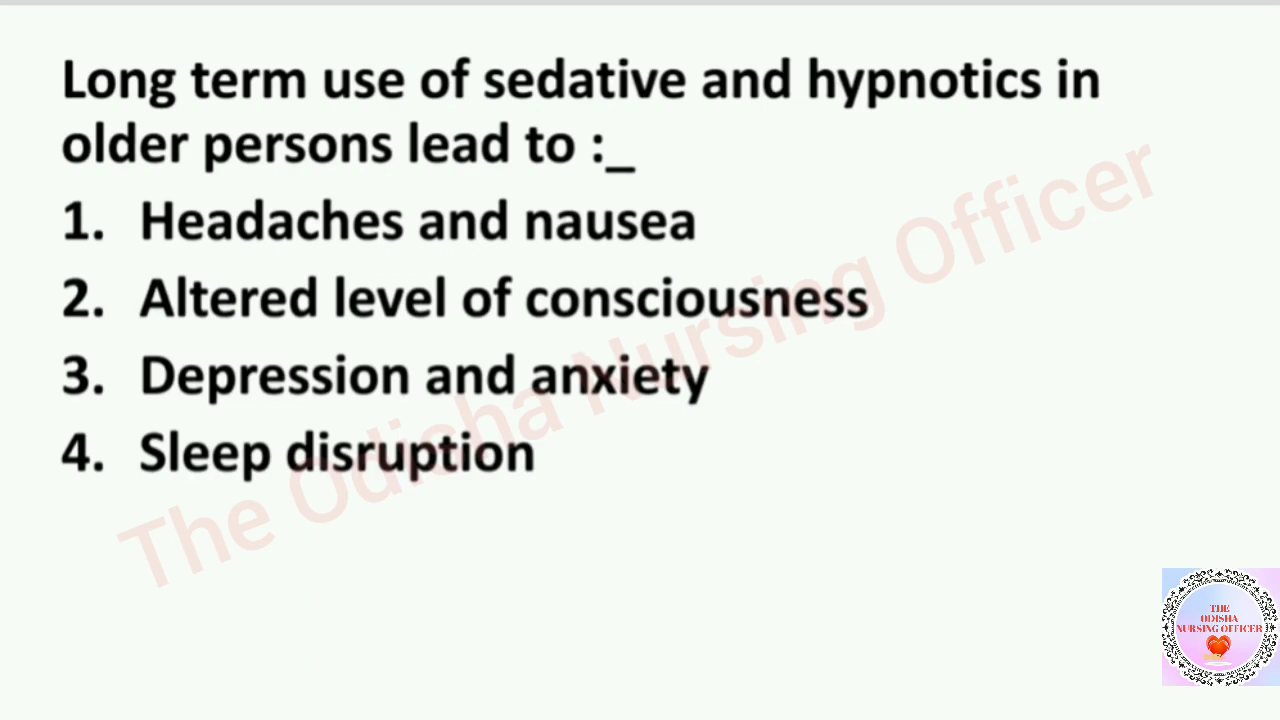 Long term use of sedative and hypnotics in
older persons lead to :_
1. Headaches and nausea
2. Altered level of consciousness
3. Depression and anxiety
4. Sleep disruption
The Odisha Nursing Officer
THE
ODISHA
NURSING OFFICER